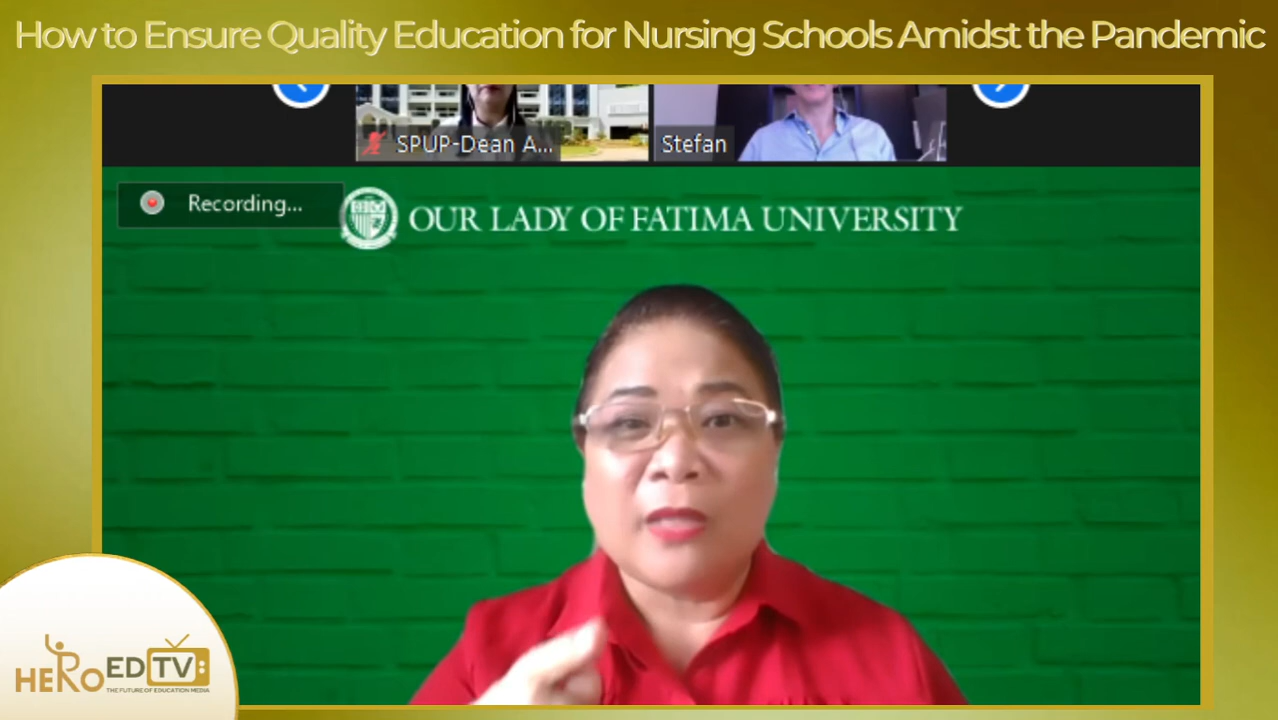 How to Ensure Quality Education for Nursing Schools Amidst the Pandemic
SPUP-Dean A...
Stefan
Recording...
OUR LADY OF FATIMA UNIVERSITY
HEROEDTV
THE FUTURE OF EDUCATION MEDIA